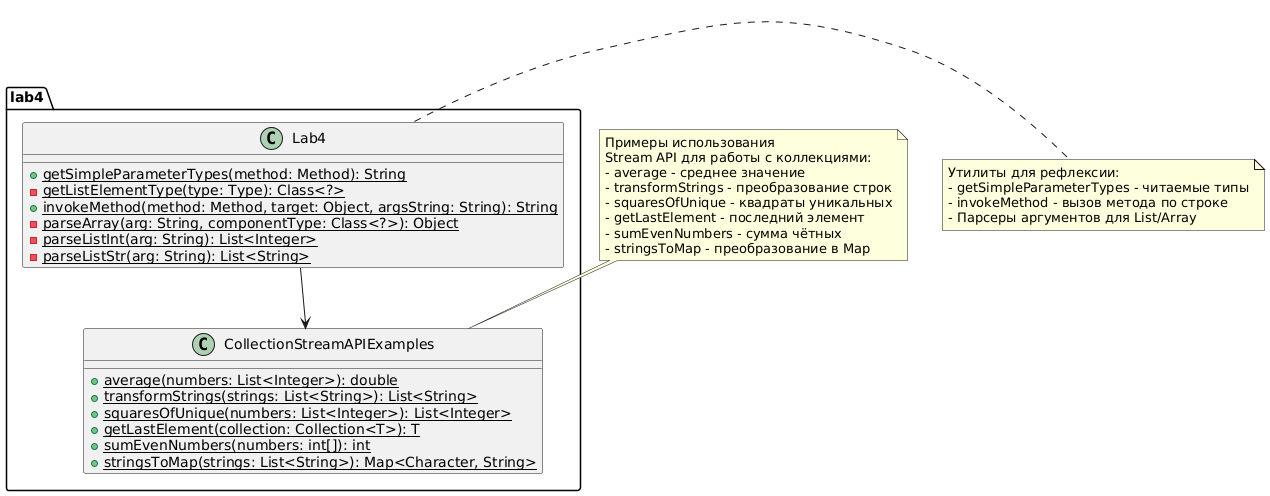 lab4
C Lab4
getSimpleParameterTypes(method: Method): String
getListElementType(type: Type): Class<?>
invokeMethod(method: Method, target: Object, argsString: String): String
parseArray(arg: String, componentType: Class<?>): Object
parseListInt(arg: String): List<Integer>
parseListStr(arg: String): List<String>
Примеры использования
Stream API для работы с коллекциями:
- average - среднее значение
- transformStrings - преобразование строк
- squaresOfUnique - квадраты уникальных
- getLastElement - последний элемент
- sumEvenNumbers - сумма чётных
- stringsToMap - преобразование в Map
Утилиты для рефлексии:
- getSimpleParameterTypes - читаемые типы
- invokeMethod - вызов метода по строке
- Парсеры аргументов для List/Array
C CollectionStreamAPIExamples
average(numbers: List<Integer>): double
transformStrings(strings: List<String>): List<String>
squaresOfUnique(numbers: List<Integer>): List<Integer>
getLastElement(collection: Collection<T>): T
sumEvenNumbers(numbers: int[]): int
stringsToMap(strings: List<String>): Map<Character, String>